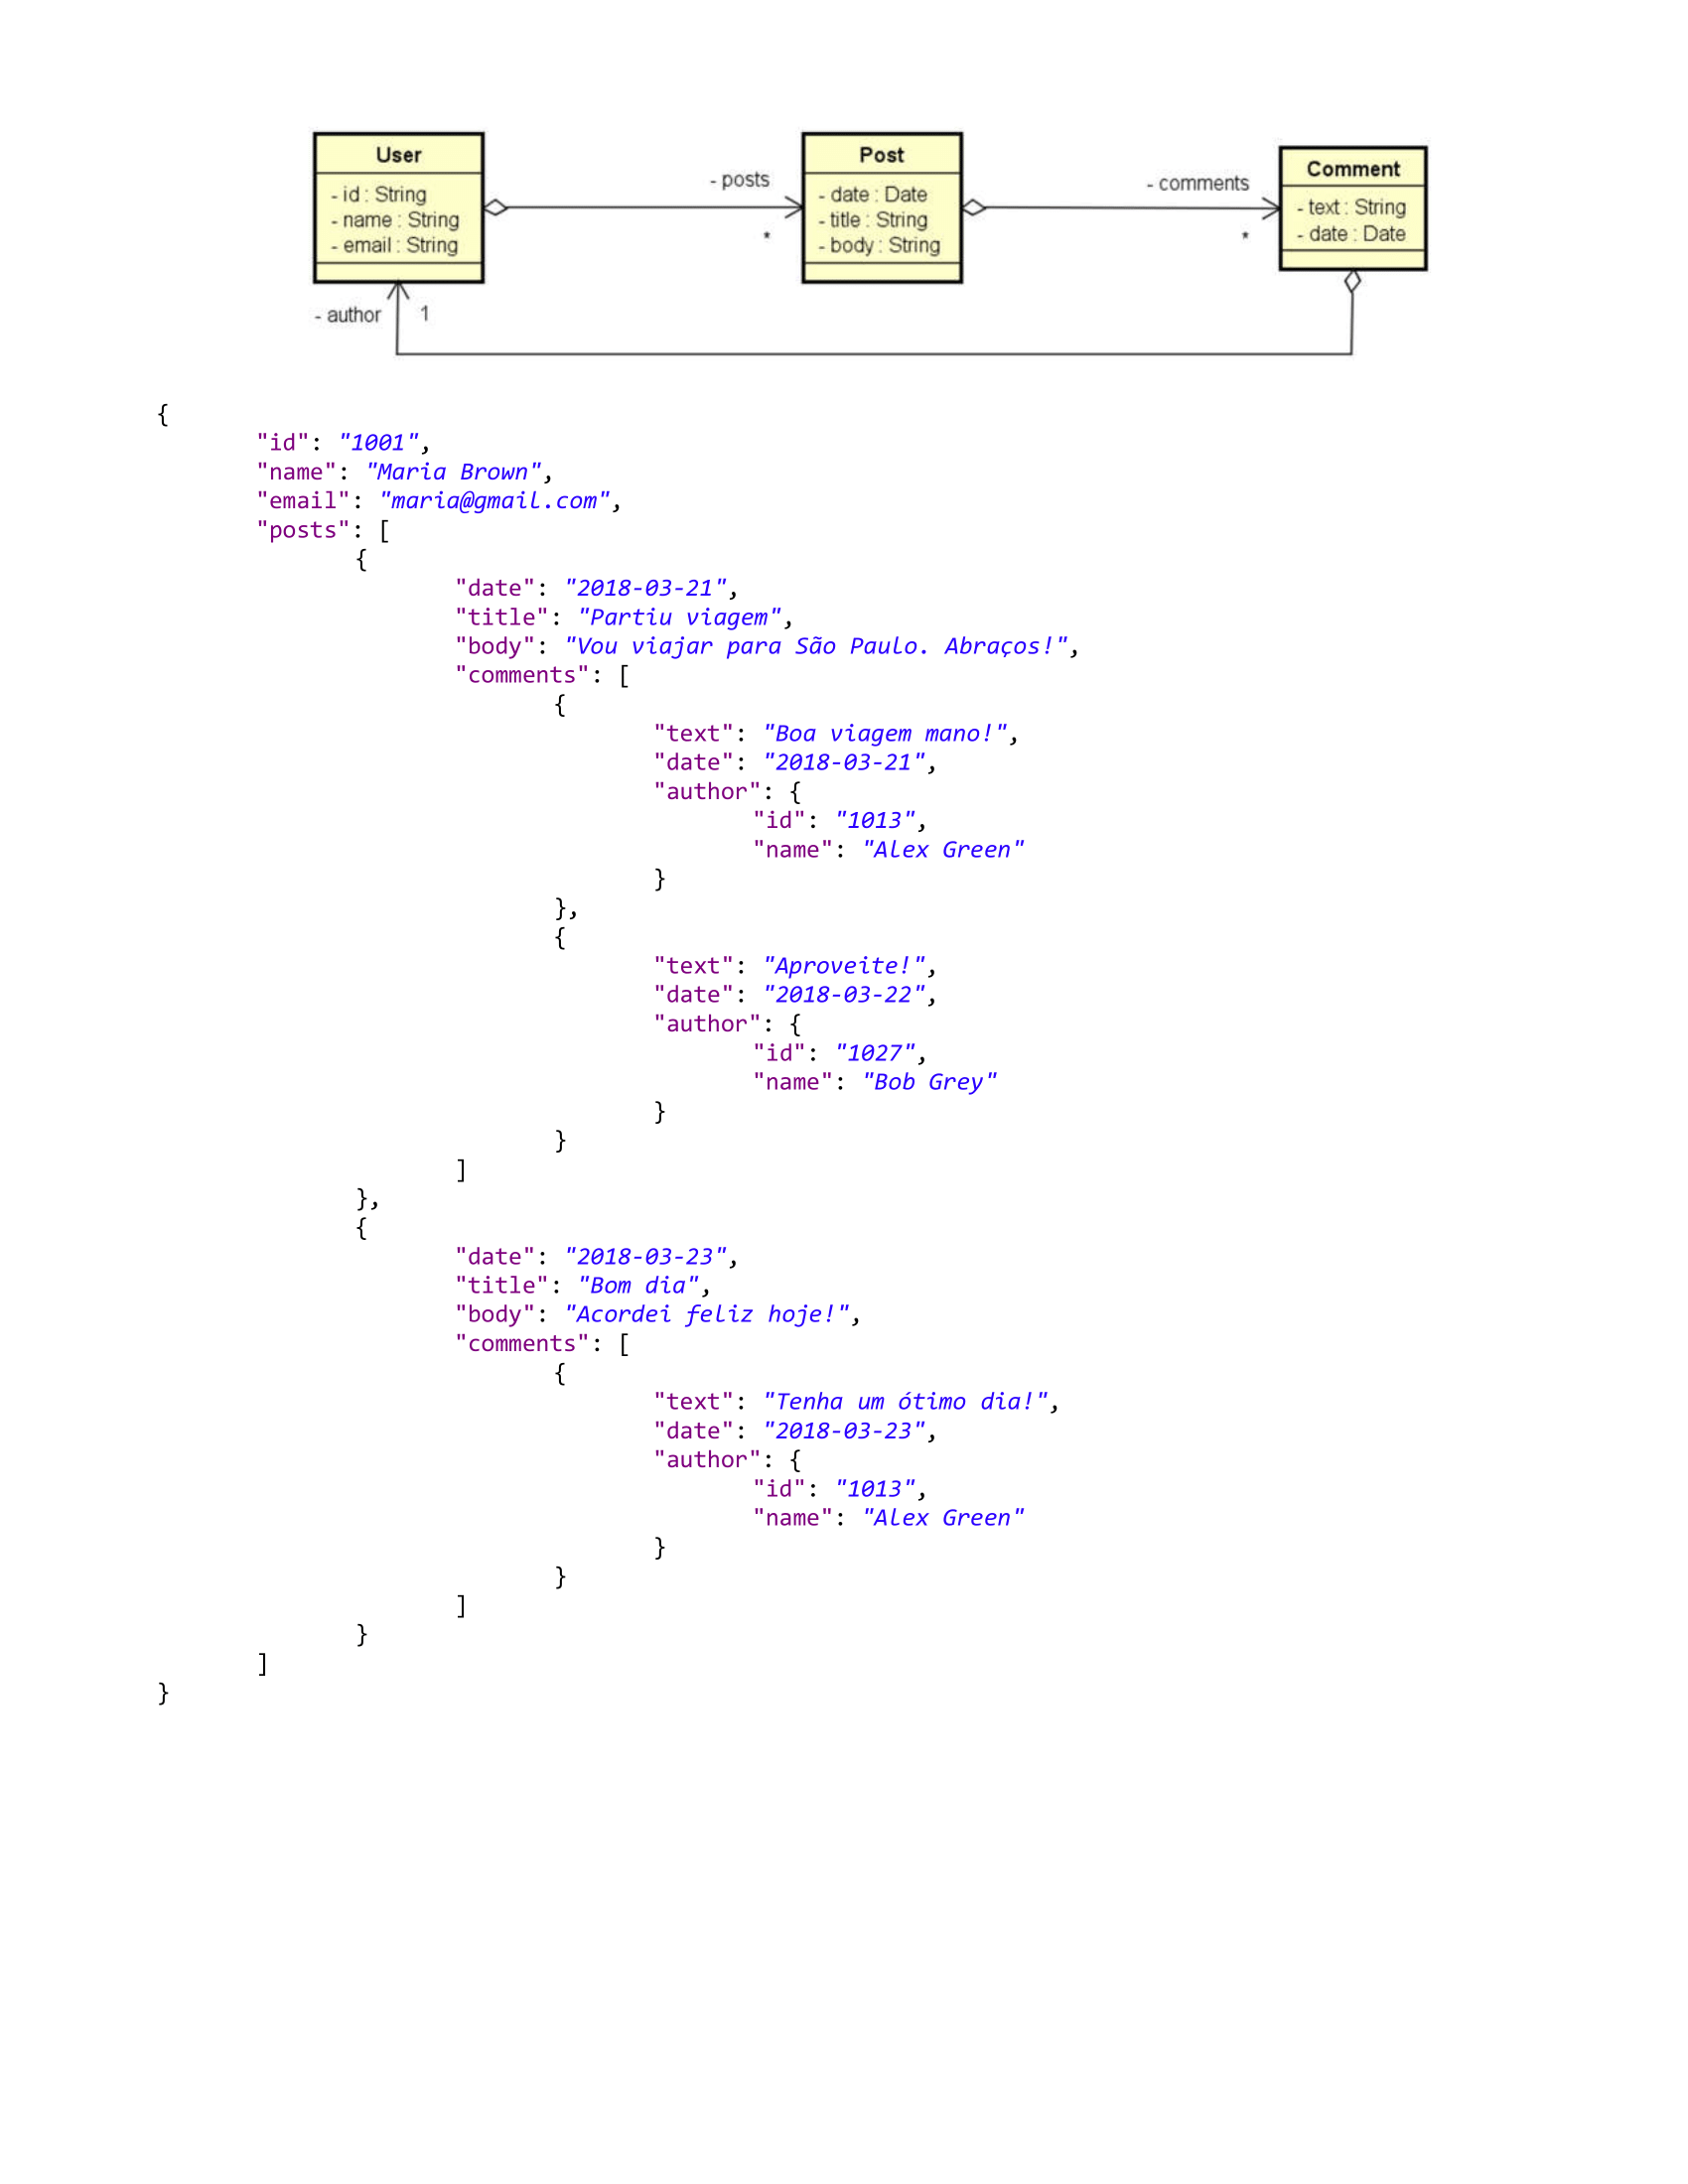 User
- id : String
- name : String
- email : String
- posts
*
Post
- date : Date
- title : String
- body : String
- comments
*
Comment
- text : String
- date : Date
- author
1
{
"id": "1001",
"name": "Maria Brown",
"email": "maria@gmail.com",
"posts": [
{
"date": "2018-03-21",
"title": "Partiu viagem",
"body": "Vou viajar para São Paulo. Abraços!",
"comments": [
{
"text": "Boa viagem mano!",
"date": "2018-03-21",
"author": {
"id": "1013",
"name": "Alex Green"
}
},
{
"text": "Aproveite!",
"date": "2018-03-22",
"author": {
"id": "1027",
"name": "Bob Grey"
}
}
]
},
{
"date": "2018-03-23",
"title": "Bom dia",
"body": "Acordei feliz hoje!",
"comments": [
{
"text": "Tenha um ótimo dia!",
"date": "2018-03-23",
"author": {
"id": "1013",
"name": "Alex Green"
}
}
]
}
]
}